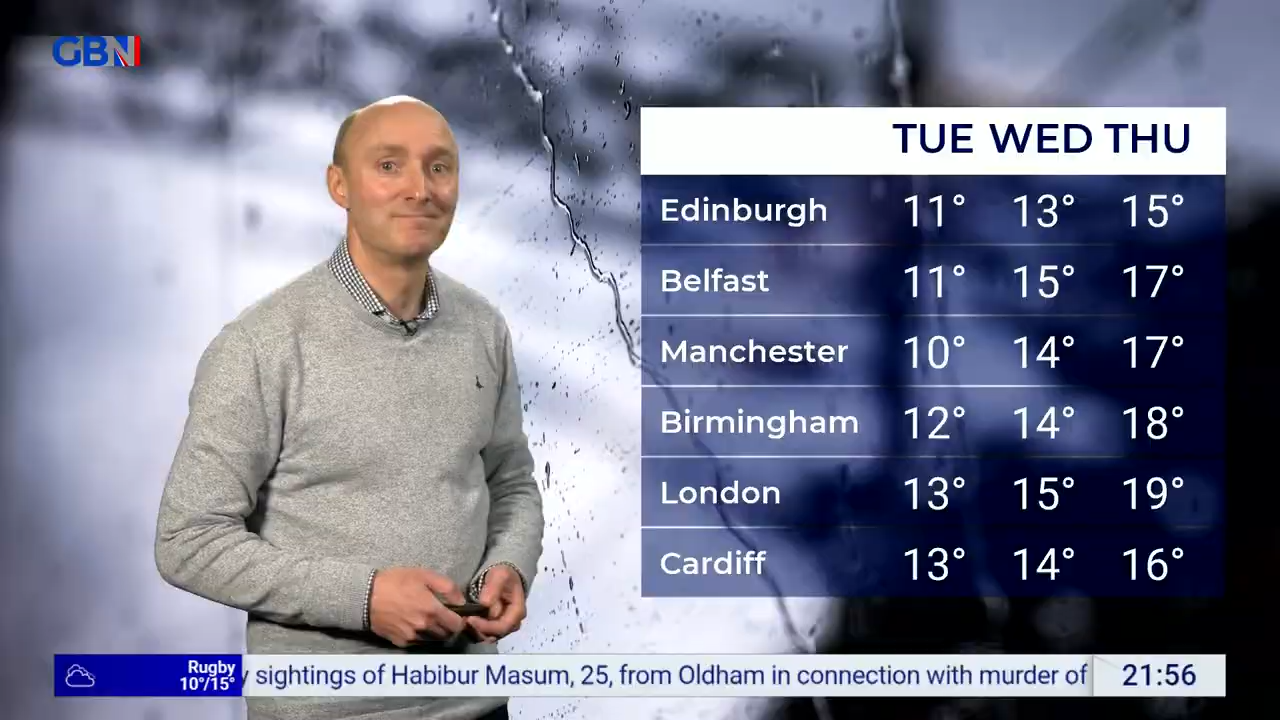 GBN
TUE WED THU
Edinburgh 11° 13° 15°
Belfast 11° 15° 17°
Manchester 10° 14° 17°
Birmingham 12° 14° 18°
London 13° 15° 19°
Cardiff 13° 14° 16°
Rugby
10°/15°
y sightings of Habibur Masum, 25, from Oldham in connection with murder of
21:56